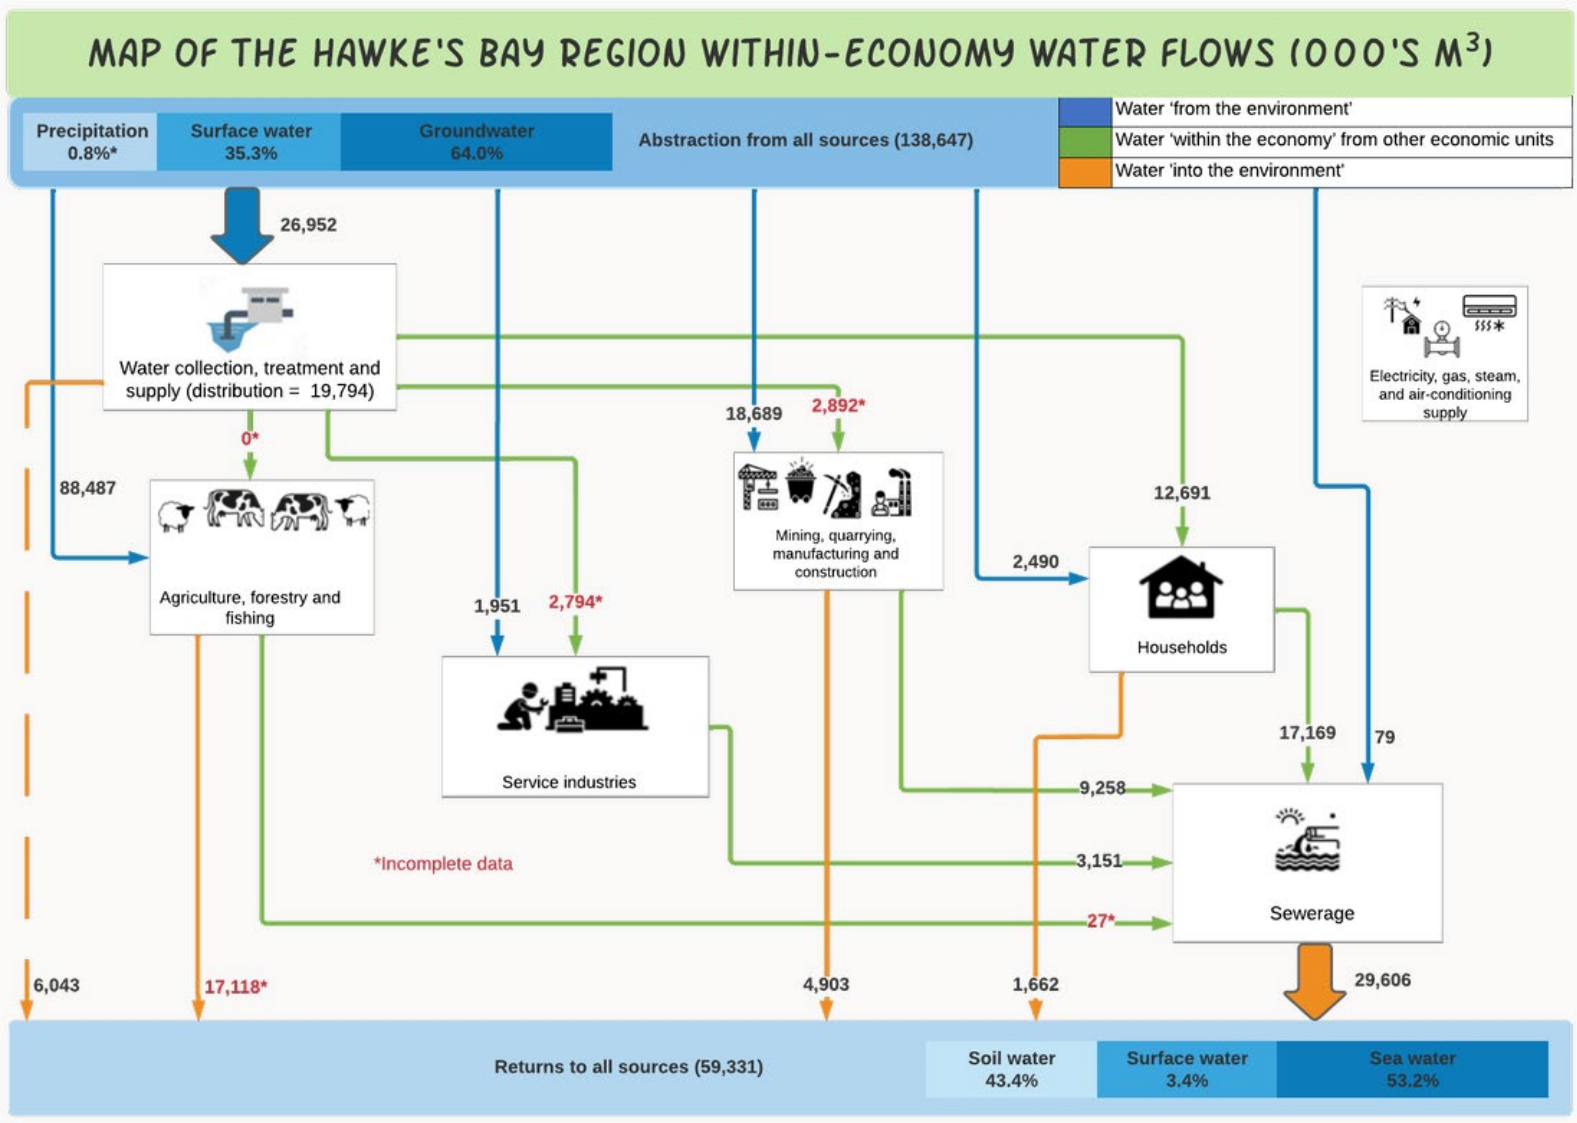 MAP OF THE HAWKE'S BAY REGION WITHIN-ECONOMY WATER FLOWS (000'S M³)
Precipitation
0.8%*
Surface water
35.3%
Groundwater
64.0%
Abstraction from all sources (138,647)
Water 'from the environment'
Water 'within the economy' from other economic units
Water 'into the environment'
26,952
Water collection, treatment and
supply (distribution = 19,794)
Electricity, gas, steam,
and air-conditioning
supply
0*
18,689
2,892*
88,487
12,691
Mining, quarrying,
manufacturing and
construction
2,490
Agriculture, forestry and
fishing
1,951
2,794*
Households
Service industries
17,169
79
9,258
*Incomplete data
3,151
27*
Sewerage
6,043
17,118*
4,903
1,662
29,606
Returns to all sources (59,331)
Soil water
43.4%
Surface water
3.4%
Sea water
53.2%